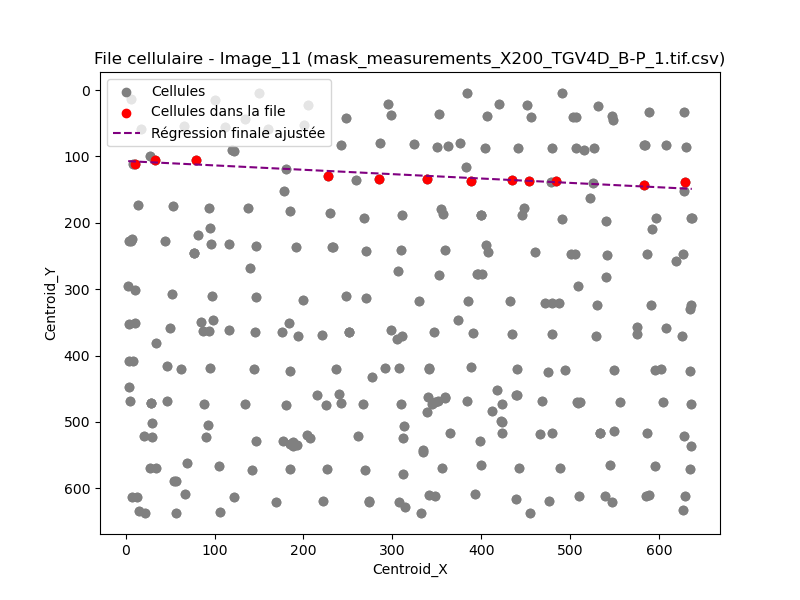 File cellulaire - Image_11 (mask_measurements_X200_TGV4D_B-P_1.tif.csv)
Cellules
Cellules dans la file
Régression finale ajustée
0
100
200
300
400
500
600
Centroid_Y
0 100 200 300 400 500 600
Centroid_X